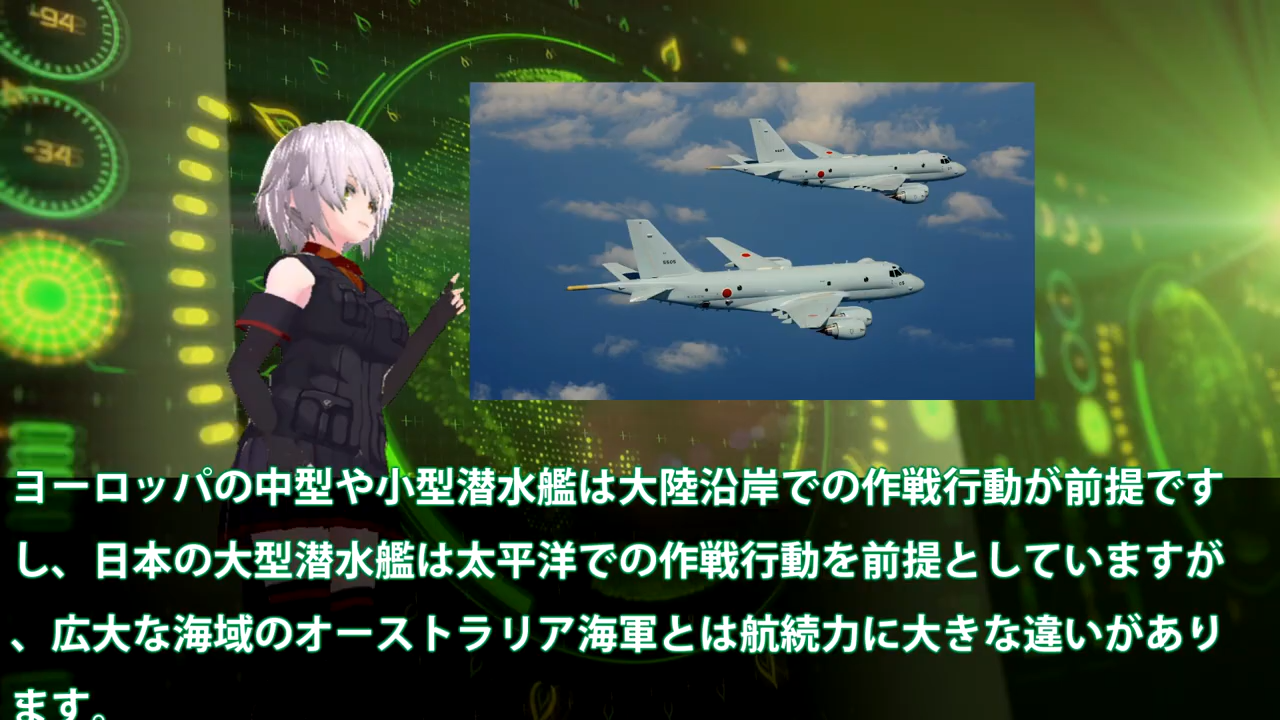 -94
-34
ヨーロッパの中型や小型潜水艦は大陸沿岸での作戦行動が前提です
し、日本の大型潜水艦は太平洋での作戦行動を前提としていますが
、広大な海域のオーストラリア海軍とは航続力に大きな違いがあり
ます。